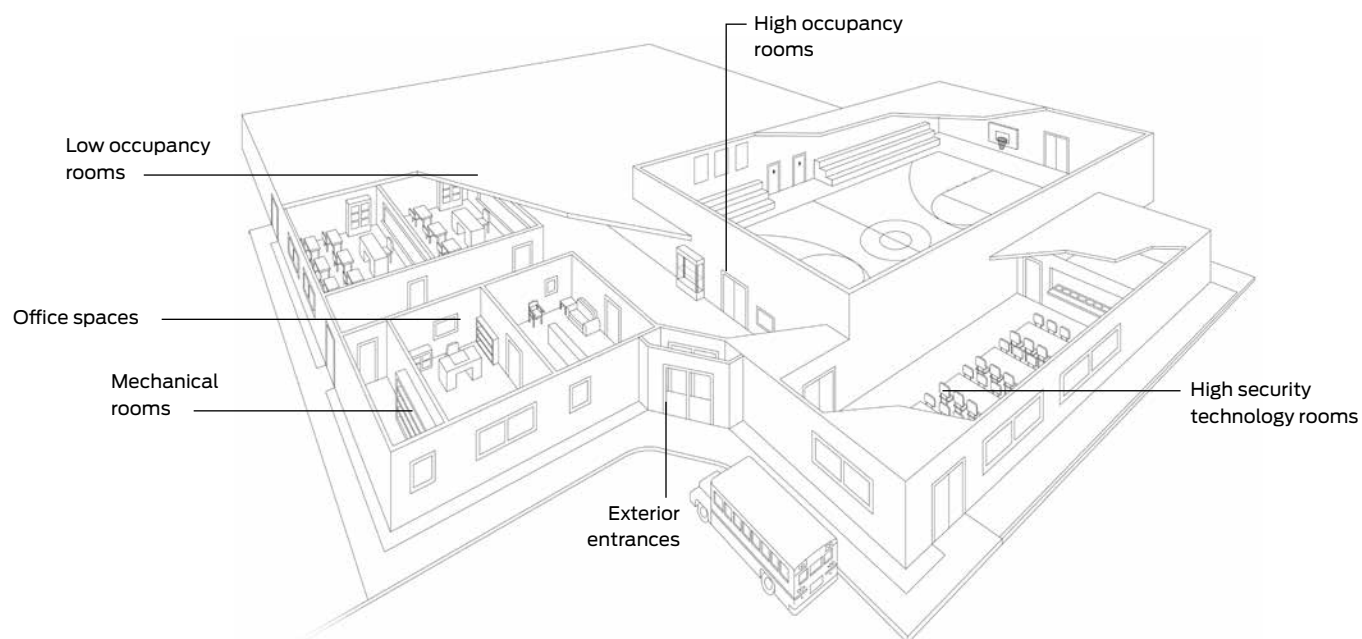 High occupancy
rooms
Low occupancy
rooms
Office spaces
Mechanical
rooms
High security
technology rooms
Exterior
entrances